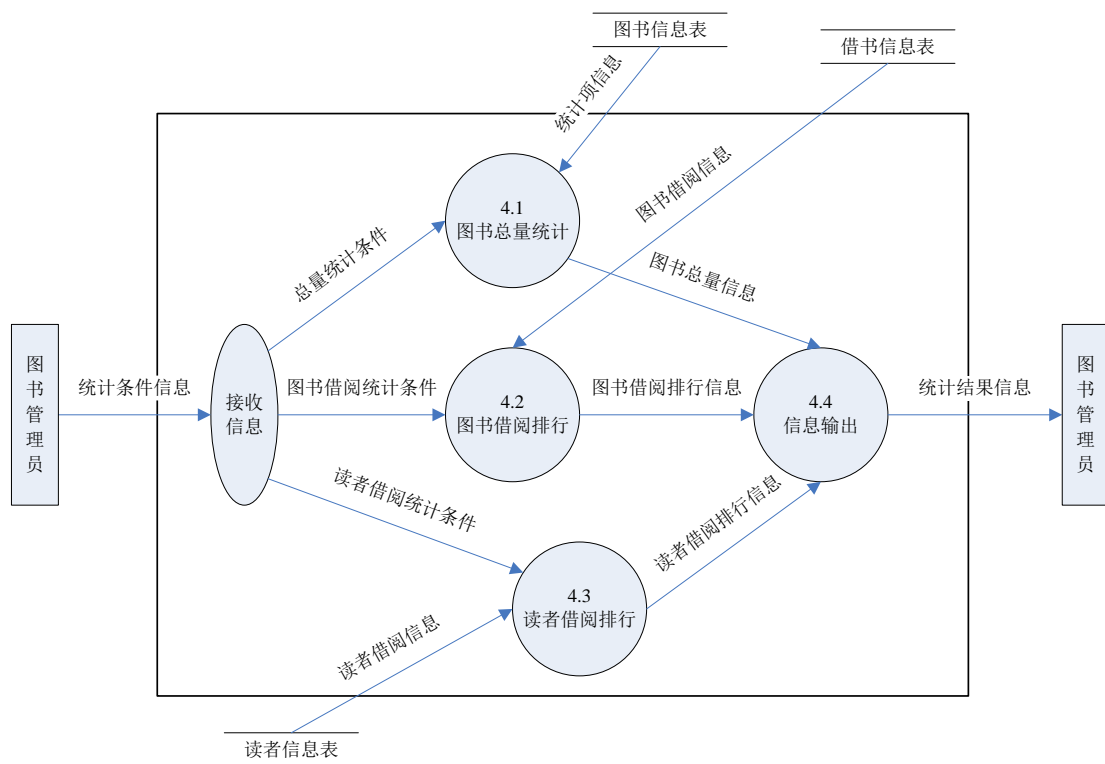 图书信息表
借书信息表
统计项信息
图书借阅信息
4.1
图书总量统计
总量统计条件
图书总量信息
图书管理员
统计条件信息
接收
信息
图书借阅统计条件
4.2
图书借阅排行
图书借阅排行信息
4.4
信息输出
统计结果信息
图书管理员
读者借阅统计条件
读者借阅排行信息
4.3
读者借阅排行
读者借阅信息
读者信息表